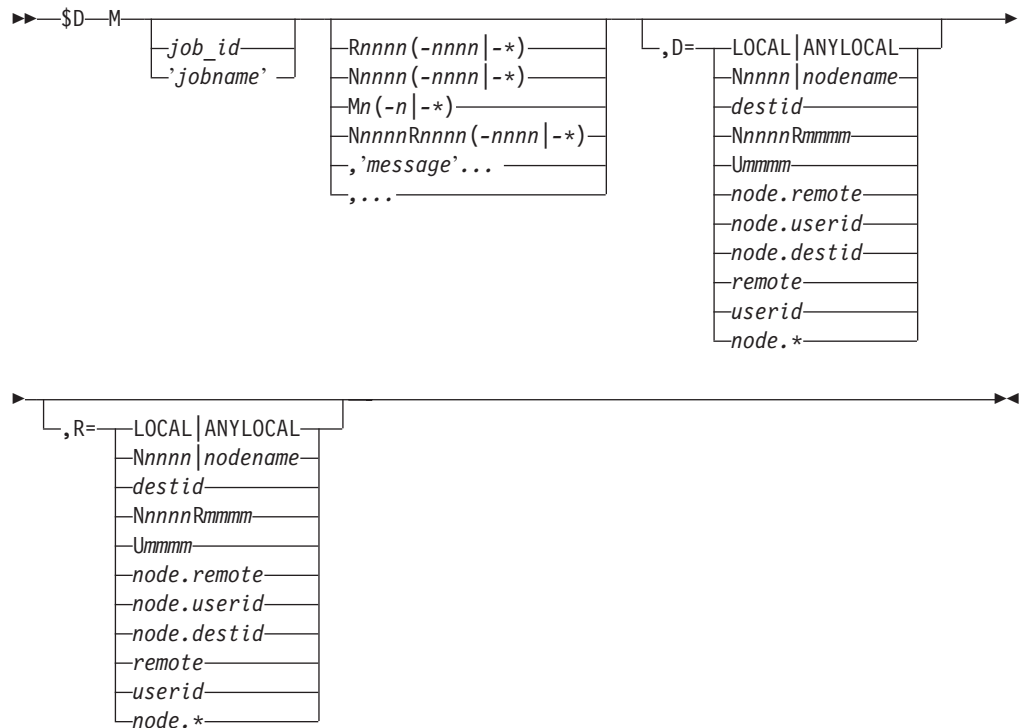 $D M
job_id
'jobname'
Rnnnn(-nnnn|-*)
Nnnnn(-nnnn|-*)
Mn(-n|-*)
NnnnnRnnnn(-nnnn|-*)
,'message'...
,...
,D=
LOCAL|ANYLOCAL
Nnnnn|nodename
destid
NnnnnRmmmm
Ummmm
node.remote
node.userid
node.destid
remote
userid
node.*
,R=
LOCAL|ANYLOCAL
Nnnnn|nodename
destid
NnnnnRmmmm
Ummmm
node.remote
node.userid
node.destid
remote
userid
node.*